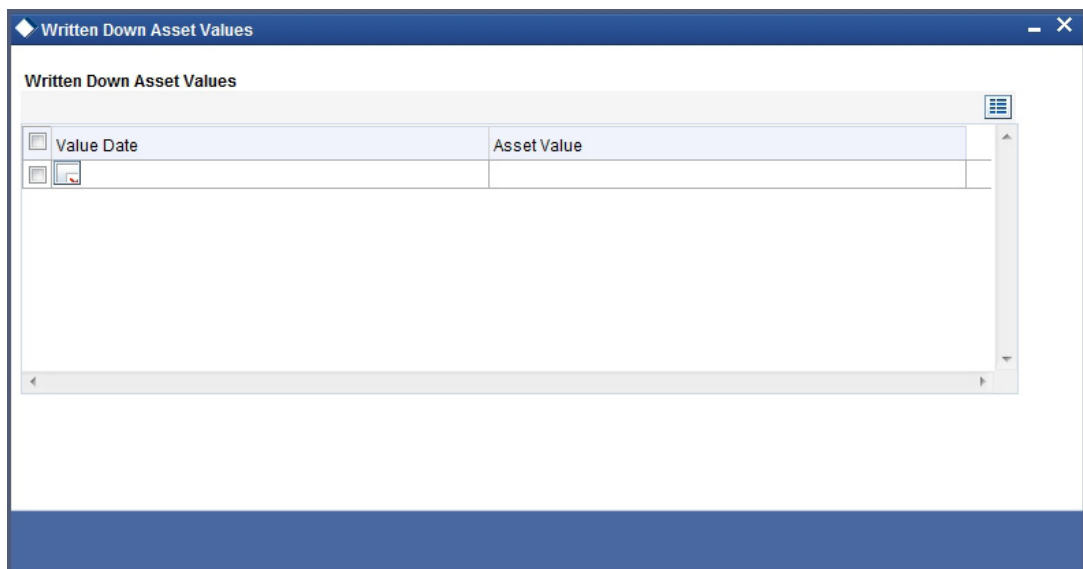 Written Down Asset Values
Written Down Asset Values
Value Date Asset Value